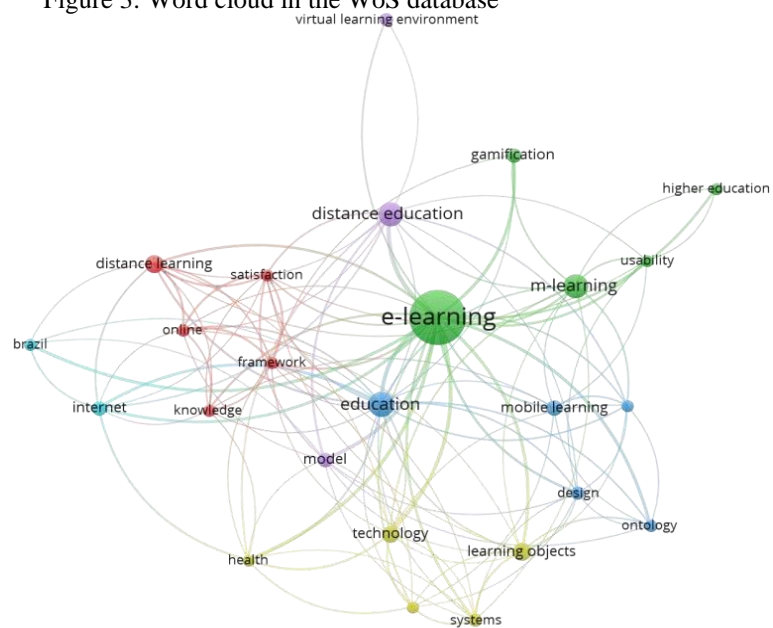 Figure 3. Word cloud in the WoS database
virtual learning environment
gamification
higher education
distance education
usability
distance learning
satisfaction
m-learning
e-learning
online
brazil
framework
education
internet
knowledge
mobile learning
model
design
ontology
technology
learning objects
health
systems